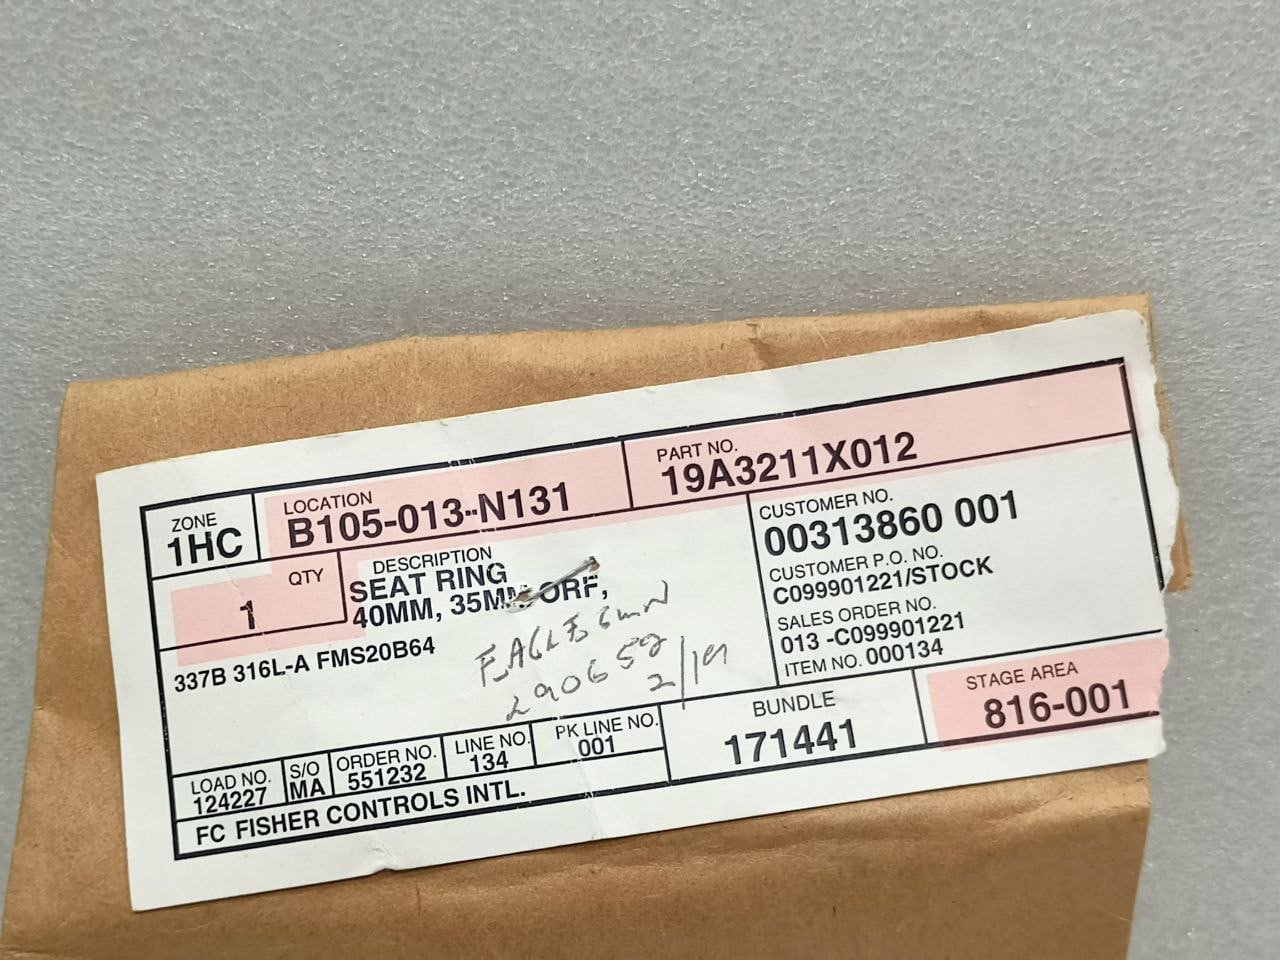 ZONE
1HC
LOCATION
B105-013-N131
PART NO.
19A3211X012
QTY
1
DESCRIPTION
SEAT RING
40MM, 35MM ORF,
337B 316L-A FMS20B64
CUSTOMER NO.
00313860 001
CUSTOMER P.O. NO.
C099901221/STOCK
SALES ORDER NO.
013 -C099901221
ITEM NO. 000134
290652
LOAD NO.
124227
S/O
MA
ORDER NO.
551232
LINE NO.
134
PK LINE NO.
001
BUNDLE
171441
STAGE AREA
816-001
FC FISHER CONTROLS INTL.